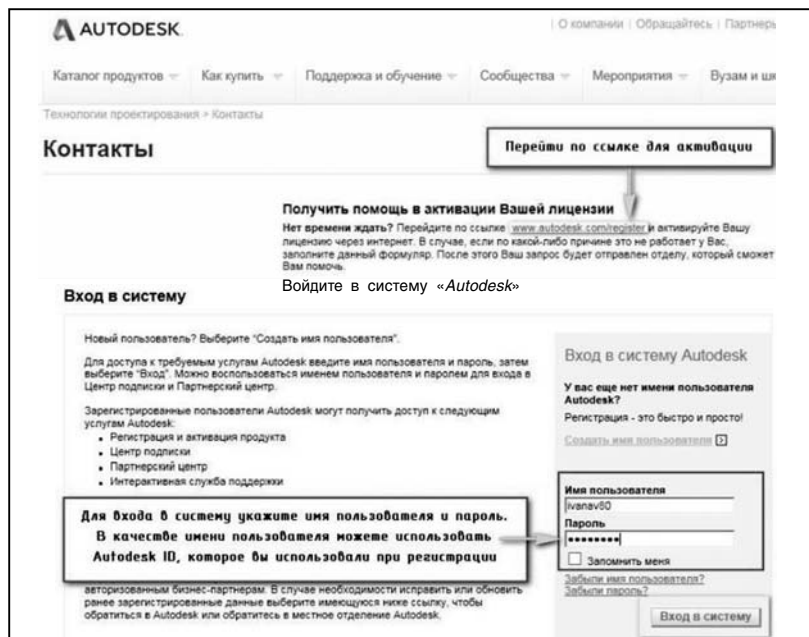 AUTODESK.
О компании | Обращайтесь | Партнеры
Каталог продуктов Как купить Поддержка и обучение Сообщества Мероприятия Вузам и
Технологии проектирования > Контакты
Контакты
Перейти по ссылке для активации
Получить помощь в активации Вашей лицензии
Нет времени ждать? Перейдите по ссылке www.autodesk.com/register и активируйте Вашу
лицензию через интернет. В случае, если по какой-либо причине это не работает у Вас,
заполните данный формуляр. После этого Ваш запрос будет отправлен отделу, который сможет
Вам помочь.
Войдите в систему «Autodesk»
Вход в систему
Новый пользователь? Выберите "Создать имя пользователя".
Для доступа к требуемым услугам Autodesk введите имя пользователя и пароль, затем
выберите "Вход". Можно воспользоваться именем пользователя и паролем для входа в
Центр подписки и Партнерский центр.
Зарегистрированные пользователи Autodesk могут получить доступ к следующим
услугам Autodesk:
• Регистрация и активация продукта
• Центр подписки
• Партнерский центр
• Интерактивная служба поддержки
Для входа в систему укажите имя пользователя и пароль.
В качестве имени пользователя можете использовать
Autodesk ID, которое вы использовали при регистрации
авторизованным бизнес-партнерам. В случае необходимости исправить или обновить
ранее зарегистрированные данные выберите имеющуюся ниже ссылку, чтобы
обратиться в Autodesk или обратитесь в местное отделение Autodesk.
Вход в систему Autodesk
У вас еще нет имени пользователя
Autodesk?
Регистрация - это быстро и просто!
Создать имя пользователя
Имя пользователя
ivanav60
Пароль
••••••••
Запомнить меня
Забыли имя пользователя?
Забыли пароль?
Вход в систему